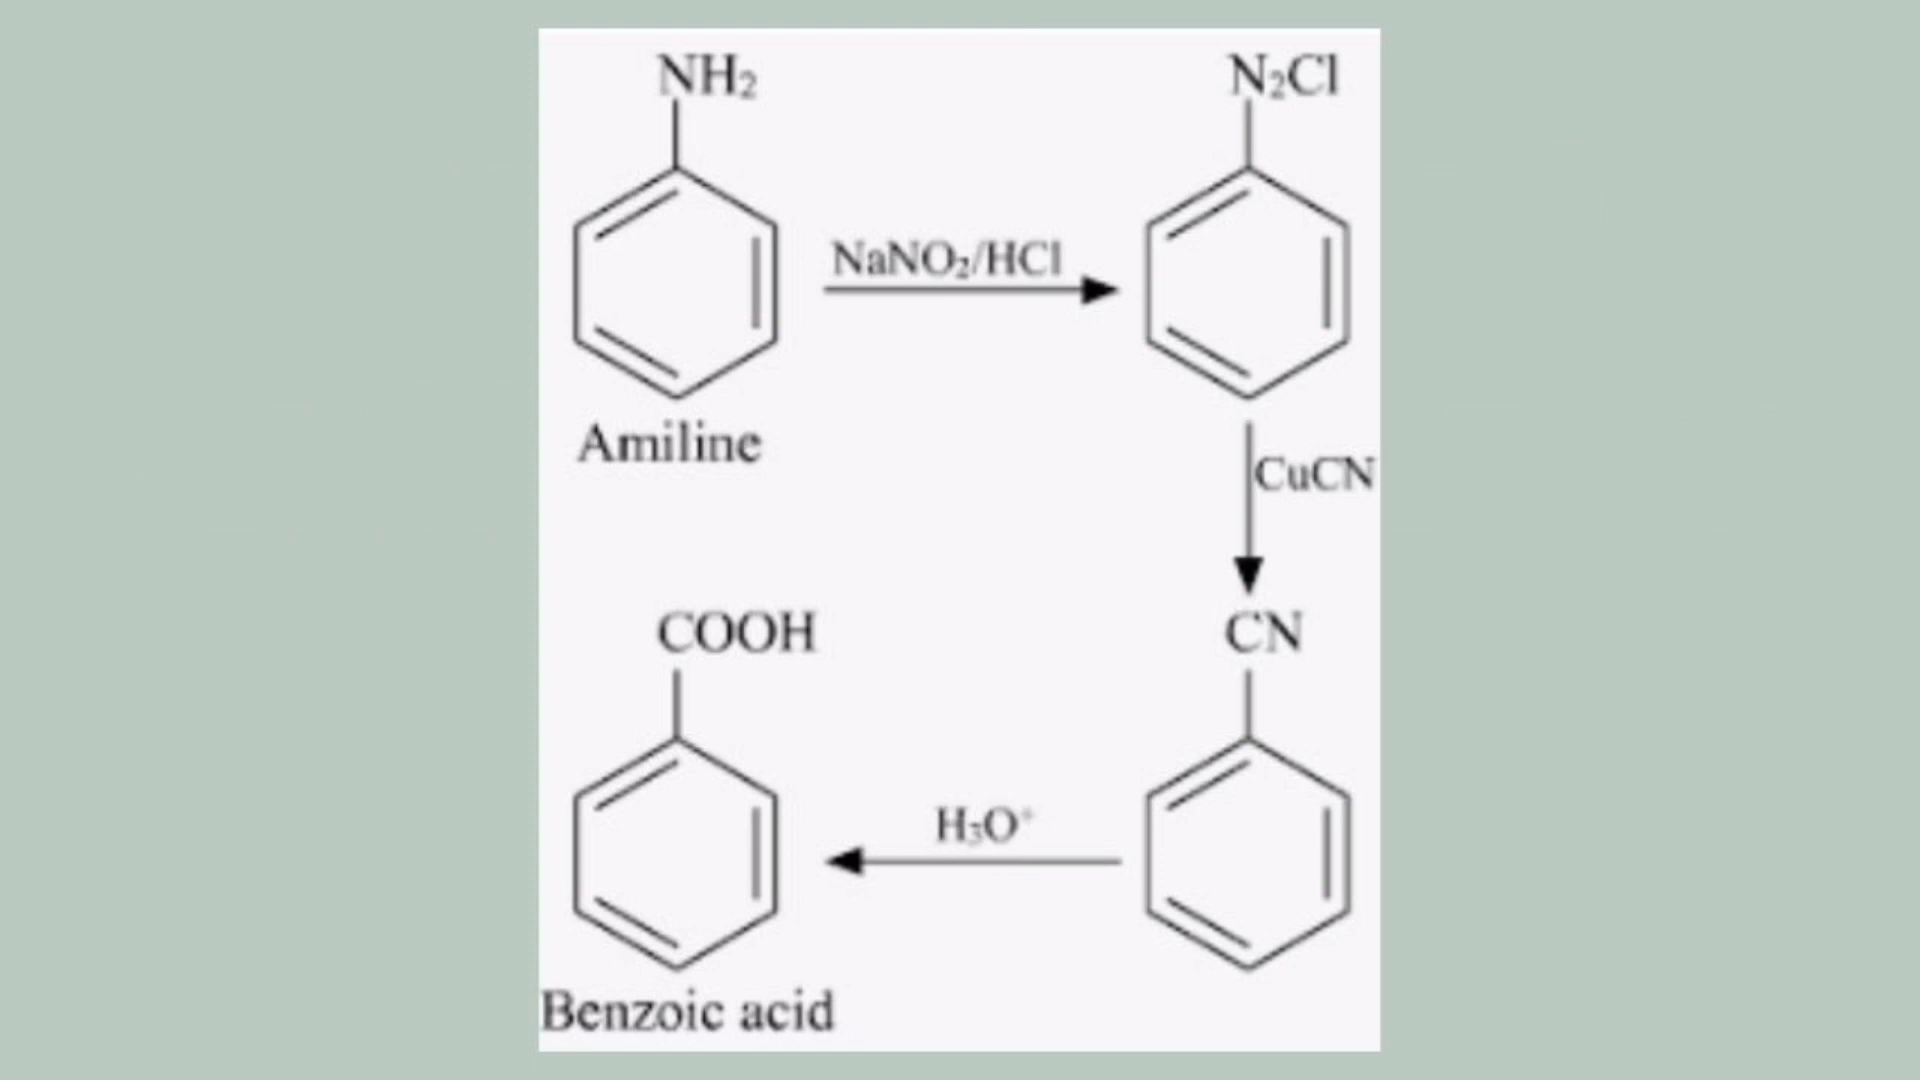 NH₂
N₂Cl
NaNO₂/HCl
Amiline
CuCN
COOH
CN
H₃O⁺
Benzoic acid